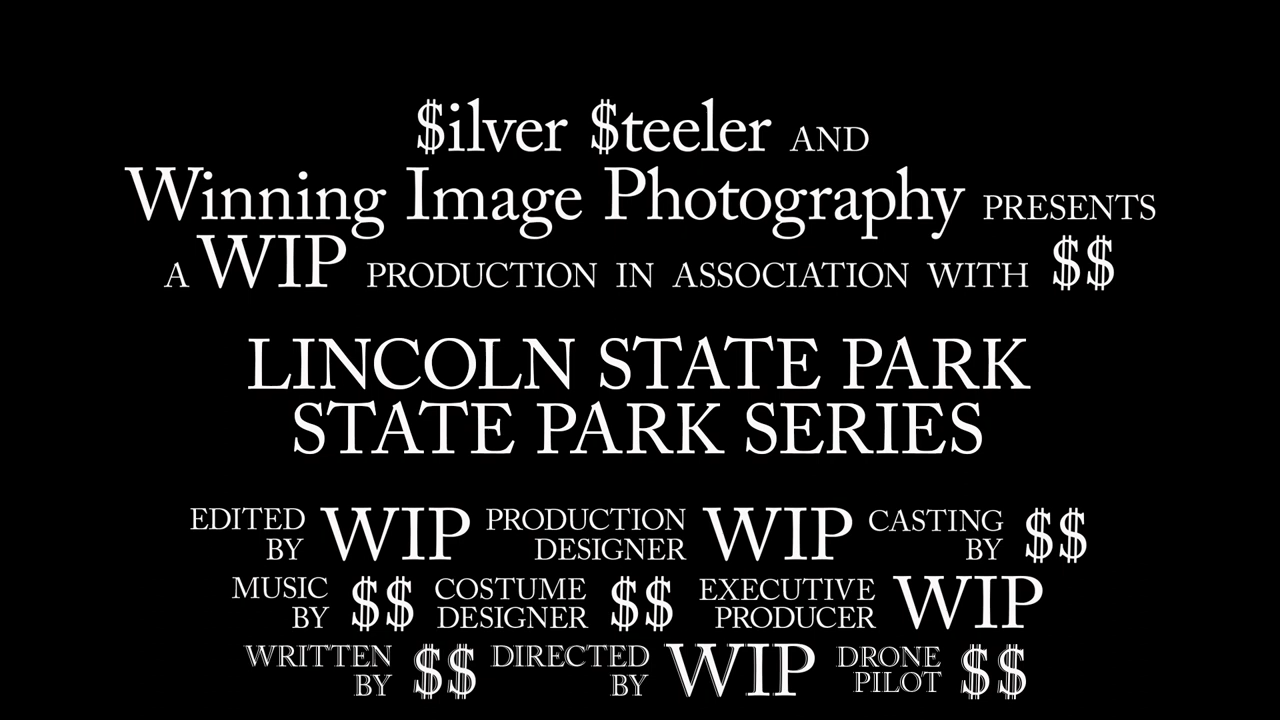 $ilver $teeler AND
Winning Image Photography PRESENTS
A WIP PRODUCTION IN ASSOCIATION WITH $$
LINCOLN STATE PARK
STATE PARK SERIES
EDITED BY WIP PRODUCTION DESIGNER WIP CASTING BY $$
MUSIC BY $$ COSTUME DESIGNER $$ EXECUTIVE PRODUCER WIP
WRITTEN BY $$ DIRECTED BY WIP DRONE PILOT $$